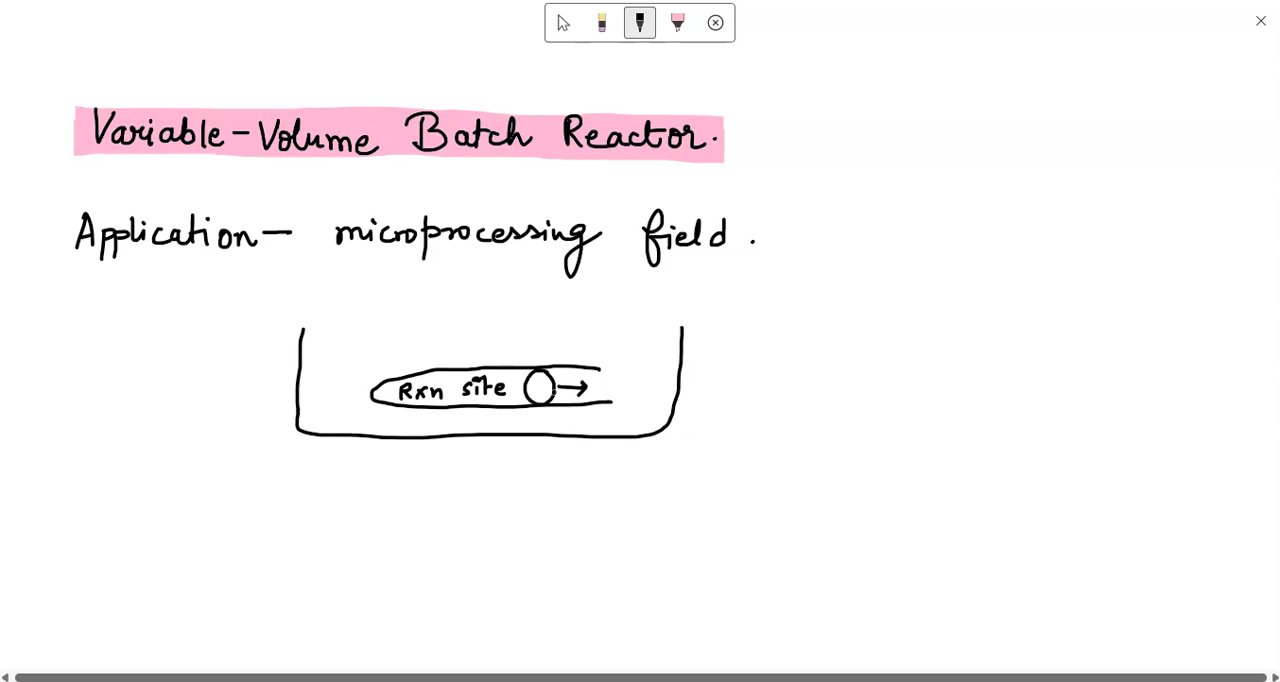 Variable-Volume Batch Reactor.
Application- microprocessing field.
Rxn site